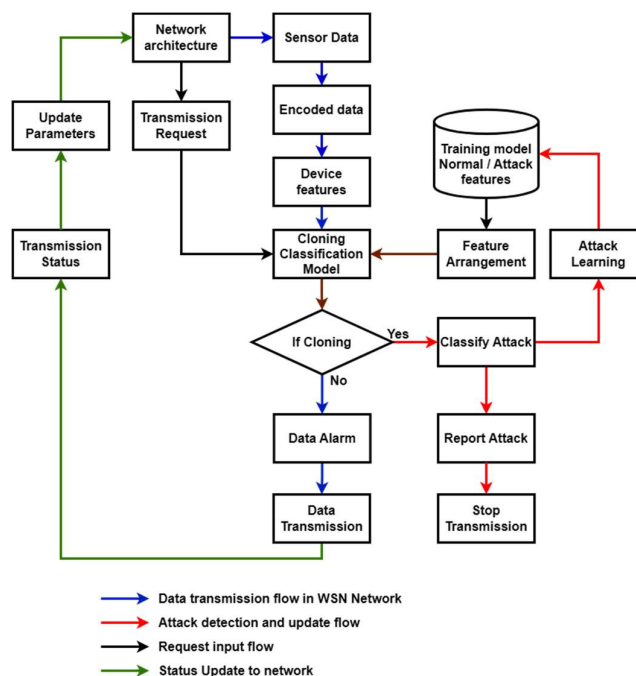 Network
architecture
Sensor Data
Update
Parameters
Transmission
Request
Encoded data
Training model
Normal / Attack
features
Device
features
Transmission
Status
Cloning
Classification
Model
Feature
Arrangement
Attack
Learning
If Cloning
Yes
Classify Attack
No
Data Alarm
Report Attack
Data
Transmission
Stop
Transmission
Data transmission flow in WSN Network
Attack detection and update flow
Request input flow
Status Update to network